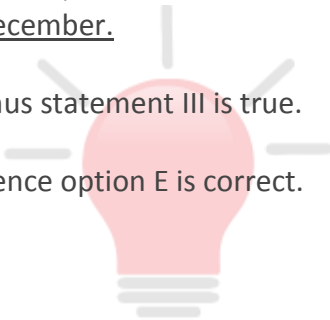 ecember.
us statement III is true.
ence option E is correct.